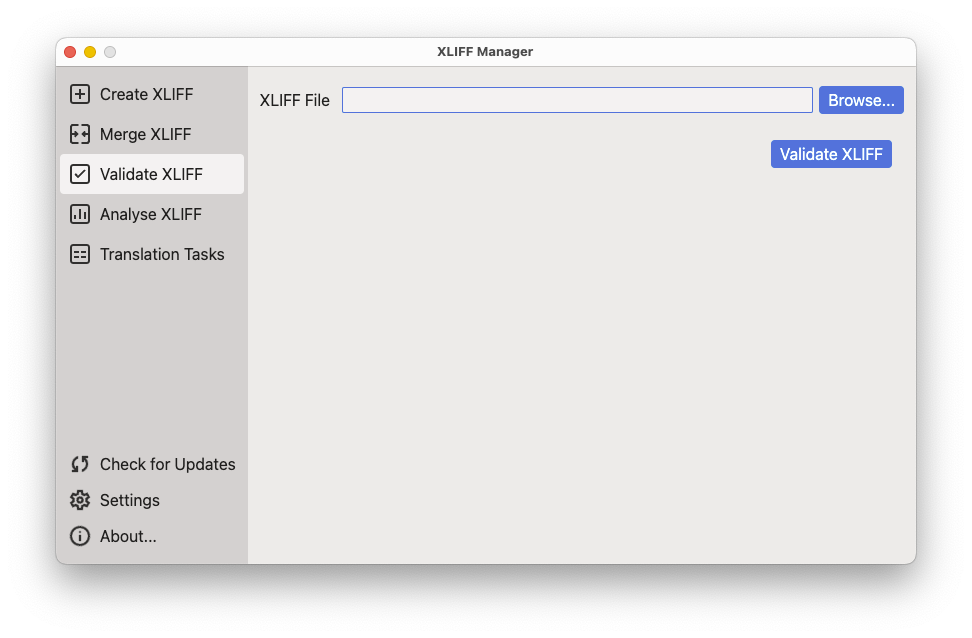 XLIFF Manager
Create XLIFF
Merge XLIFF
Validate XLIFF
Analyse XLIFF
Translation Tasks
Check for Updates
Settings
About...
XLIFF File
Browse...
Validate XLIFF